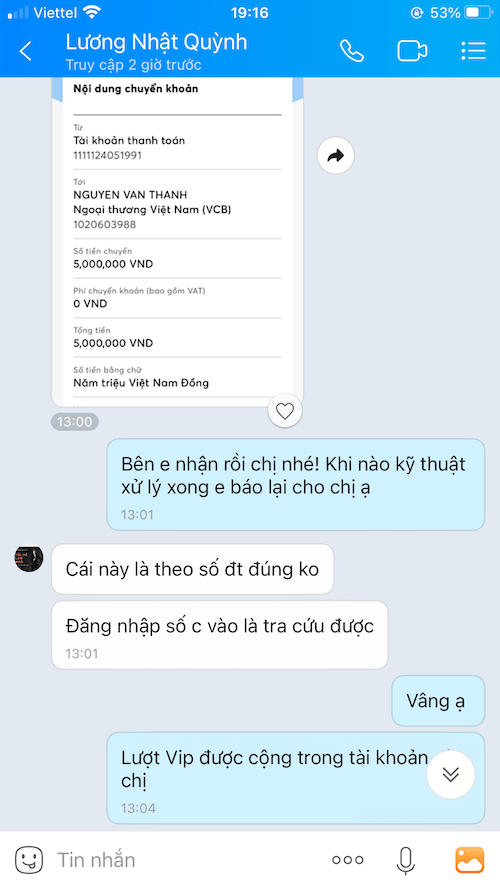 Viettel
19:16
53%
Lương Nhật Quỳnh
Truy cập 2 giờ trước
Nội dung chuyển khoản
Từ
Tài khoản thanh toán
1111124051991
Tới
NGUYEN VAN THANH
Ngoại thương Việt Nam (VCB)
1020603988
Số tiền chuyển
5,000,000 VND
Phí chuyển khoản (bao gồm VAT)
0 VND
Tổng tiền
5,000,000 VND
Số tiền bằng chữ
Năm triệu Việt Nam Đồng
13:00
Bên e nhận rồi chị nhé! Khi nào kỹ thuật
xử lý xong e báo lại cho chị ạ
13:01
Cái này là theo số đt đúng ko
Đăng nhập số c vào là tra cứu được
13:01
Vâng ạ
Lượt Vip được cộng trong tài khoản
chị
13:04
Tin nhắn